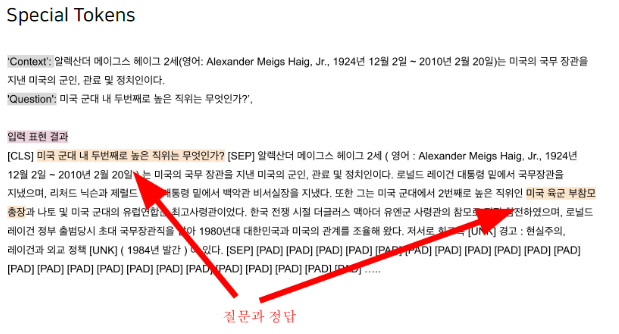 Special Tokens
'Context': 알렉산더 메이그스 헤이그 2세(영어: Alexander Meigs Haig, Jr., 1924년 12월 2일 ~ 2010년 2월 20일)는 미국의 국무 장관을
지낸 미국의 군인, 관료 및 정치인이다.
'Question': 미국 군대 내 두번째로 높은 직위는 무엇인가?',
입력 표현 결과
[CLS] 미국 군대 내 두번째로 높은 직위는 무엇인가? [SEP] 알렉산더 메이그스 헤이그 2세 ( 영어 : Alexander Meigs Haig, Jr., 1924년
12월 2일 ~ 2010년 2월 20일 ) 는 미국의 국무 장관을 지낸 미국의 군인, 관료 및 정치인이다. 로널드 레이건 대통령 밑에서 국무장관을
지냈으며, 리처드 닉슨과 제럴드 대통령 밑에서 백악관 비서실장을 지냈다. 또한 그는 미국 군대에서 2번째로 높은 직위인 미국 육군 부참모
총장과 나토 및 미국 군대의 유럽연합 최고사령관이었다. 한국 전쟁 시절 더글러스 맥아더 유엔군 사령관의 참모로 참전하였으며, 로널드
레이건 정부 출범당시 초대 국무장관직을 맡아 1980년대 대한민국과 미국의 관계를 조율해 왔다. 저서로 [UNK] 경고 : 현실주의,
레이건과 외교 정책 [UNK] ( 1984년 발간 ) 이 있다. [SEP] [PAD] [PAD] [PAD] [PAD] [PAD] [PAD] [PAD] [PAD] [PAD] [PAD]
[PAD] [PAD] [PAD] [PAD] [PAD] [PAD] [PAD] [PAD] [PAD] [PAD] [PAD] [PAD] …..
질문과 정답